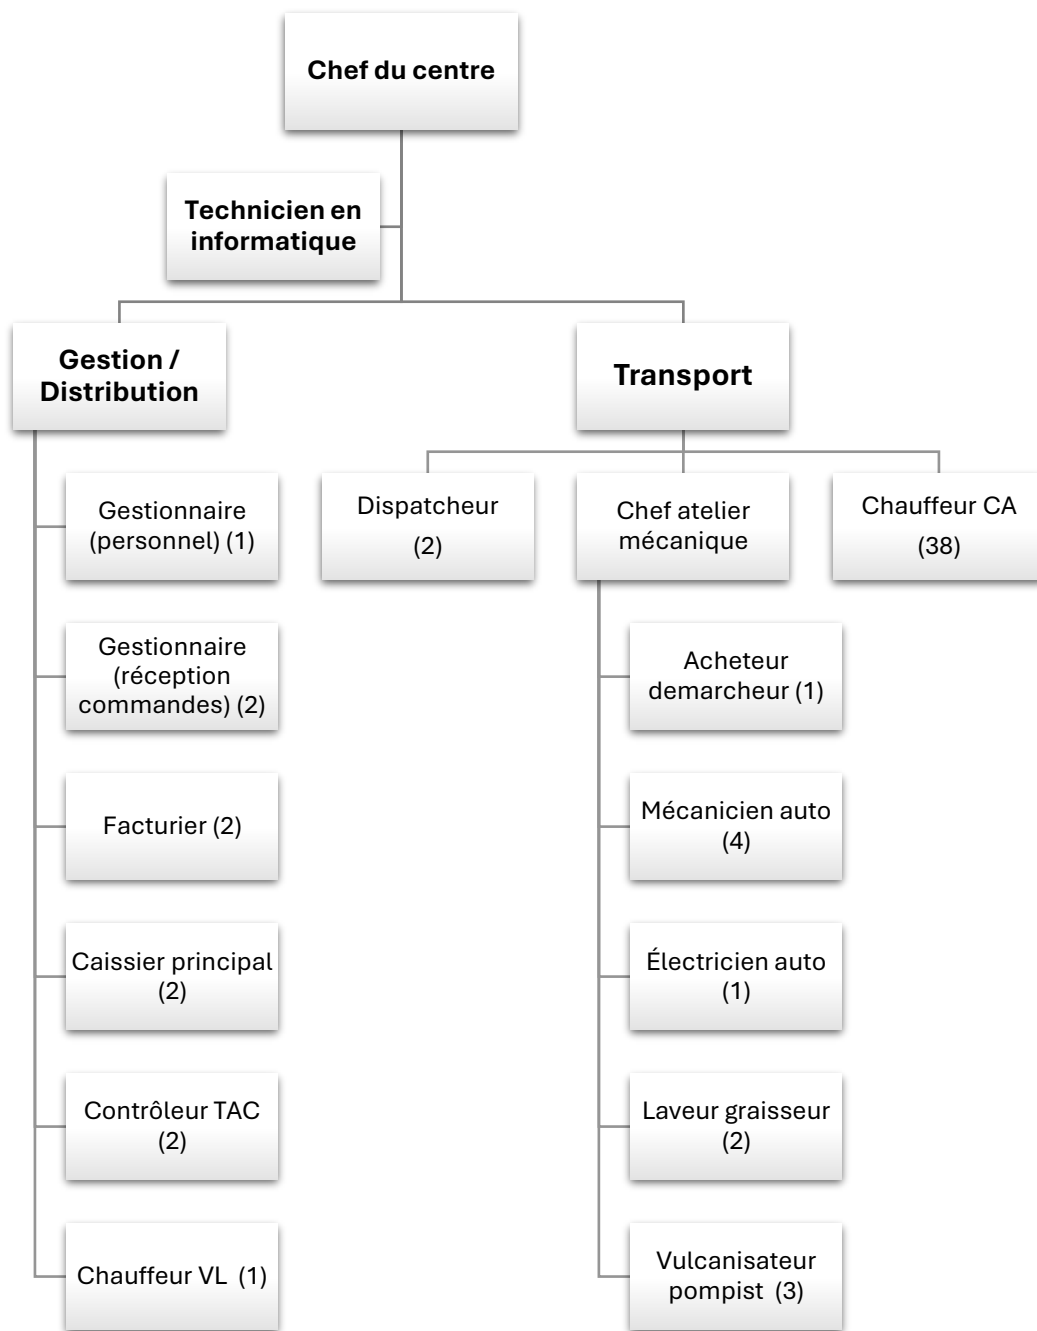 Chef du centre
Technicien en
informatique
Gestion /
Distribution
Transport
Gestionnaire
(personnel) (1)
Gestionnaire
(réception
commandes) (2)
Facturier (2)
Caissier principal
(2)
Contrôleur TAC
(2)
Chauffeur VL  (1)
Dispatcheur
(2)
Chef atelier
mécanique
Chauffeur CA
(38)
Acheteur
demarcheur (1)
Mécanicien auto
(4)
Électricien auto
(1)
Laveur graisseur
(2)
Vulcanisateur
pompist  (3)